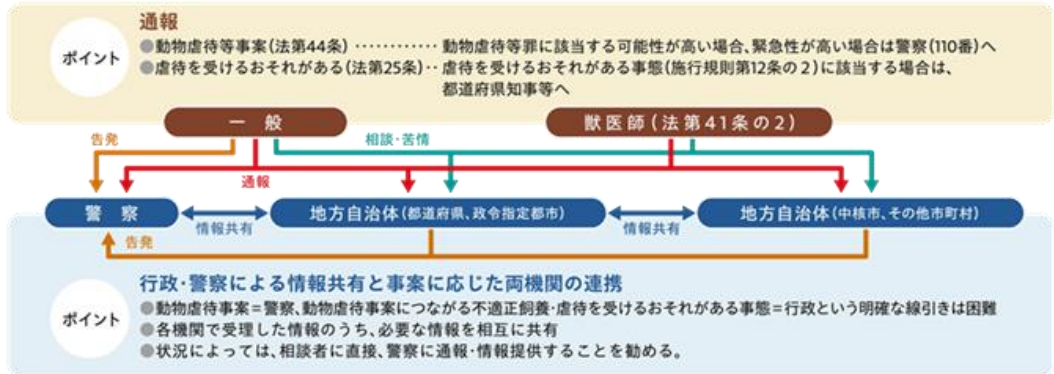 ポイント
通報
●動物虐待等事案(法第44条) ………… 動物虐待等罪に該当する可能性が高い場合、緊急性が高い場合は警察(110番)へ
●虐待を受けるおそれがある(法第25条)‥ 虐待を受けるおそれがある事態(施行規則第12条の2)に該当する場合は、
都道府県知事等へ
一般
獣医師(法第41条の2)
告発
相談・苦情
通報
警察
地方自治体(都道府県、政令指定都市)
地方自治体(中核市、その他市町村)
情報共有
情報共有
告発
ポイント
行政・警察による情報共有と事案に応じた両機関の連携
●動物虐待事案=警察、動物虐待事案につながる不適正飼養・虐待を受けるおそれがある事態=行政という明確な線引きは困難
●各機関で受理した情報のうち、必要な情報を相互に共有
●状況によっては、相談者に直接、警察に通報・情報提供することを勧める。